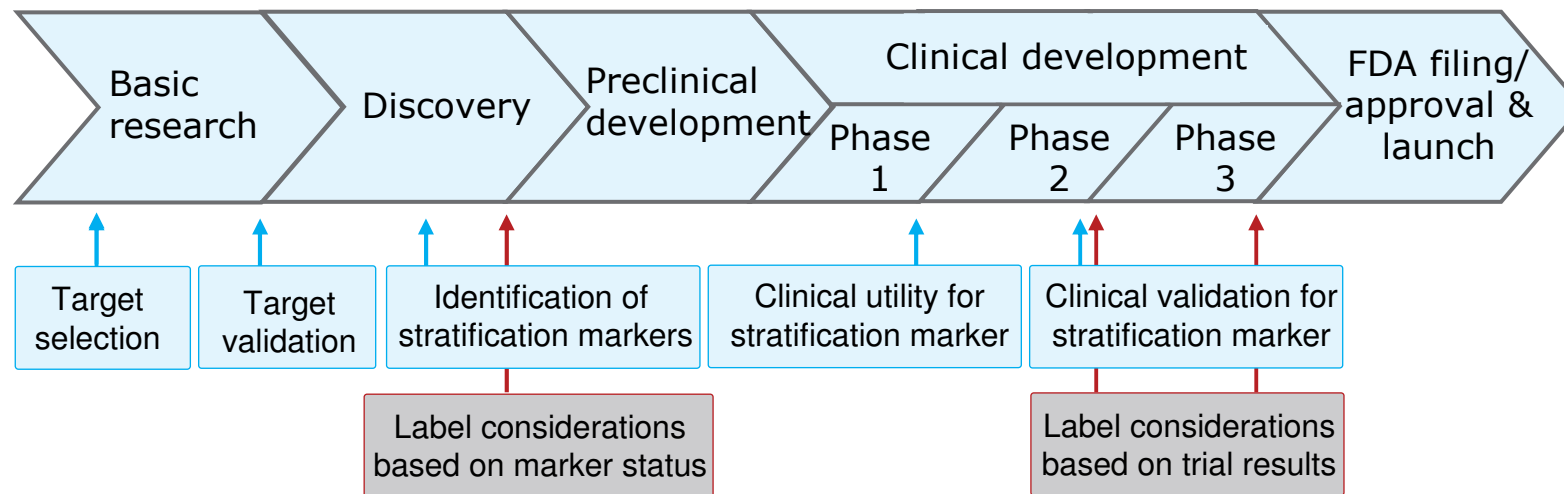 Basic
research
Discovery
Preclinical
development
Clinical development
Phase
1
Phase
2
Phase
3
FDA filing/
approval &
launch
Target
selection
Target
validation
Identification of
stratification markers
Clinical utility for
stratification marker
Clinical validation for
stratification marker
Label considerations
based on marker status
Label considerations
based on trial results